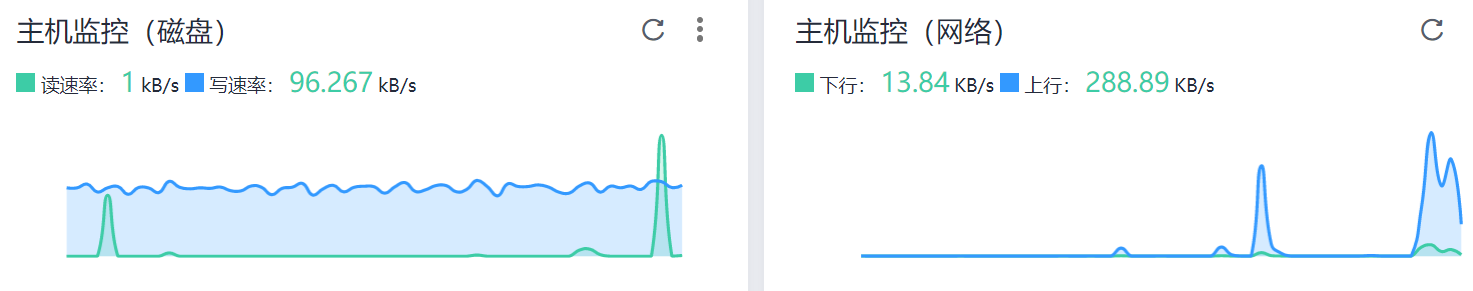 主机监控（磁盘）
读速率： 1 kB/s 写速率： 96.267 kB/s
主机监控（网络）
下行： 13.84 KB/s 上行： 288.89 KB/s